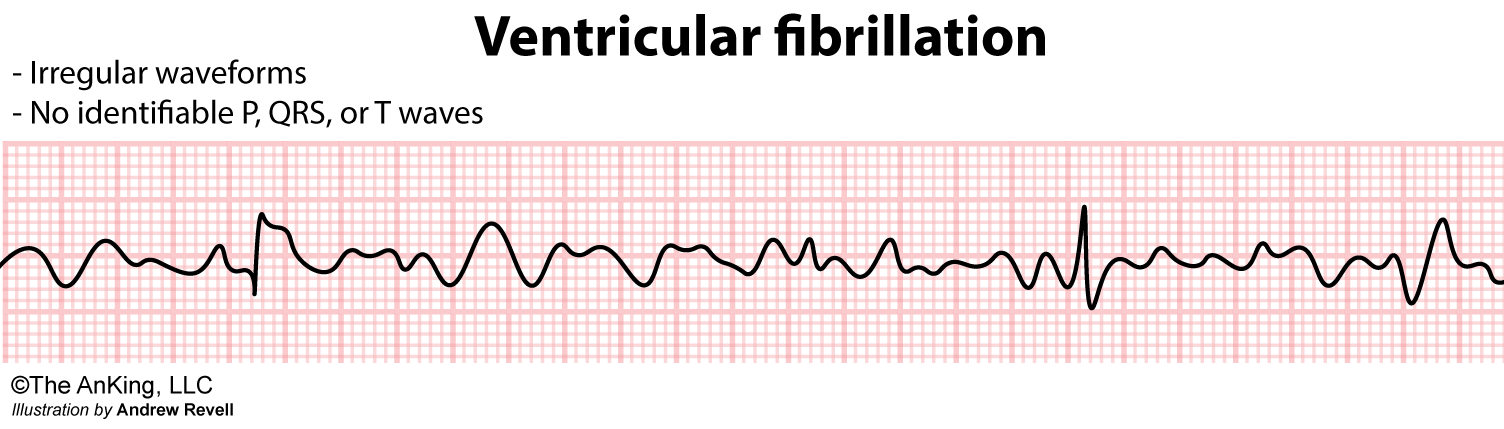 Ventricular fibrillation
- Irregular waveforms
- No identifiable P, QRS, or T waves
©The AnKing, LLC
Illustration by Andrew Revell